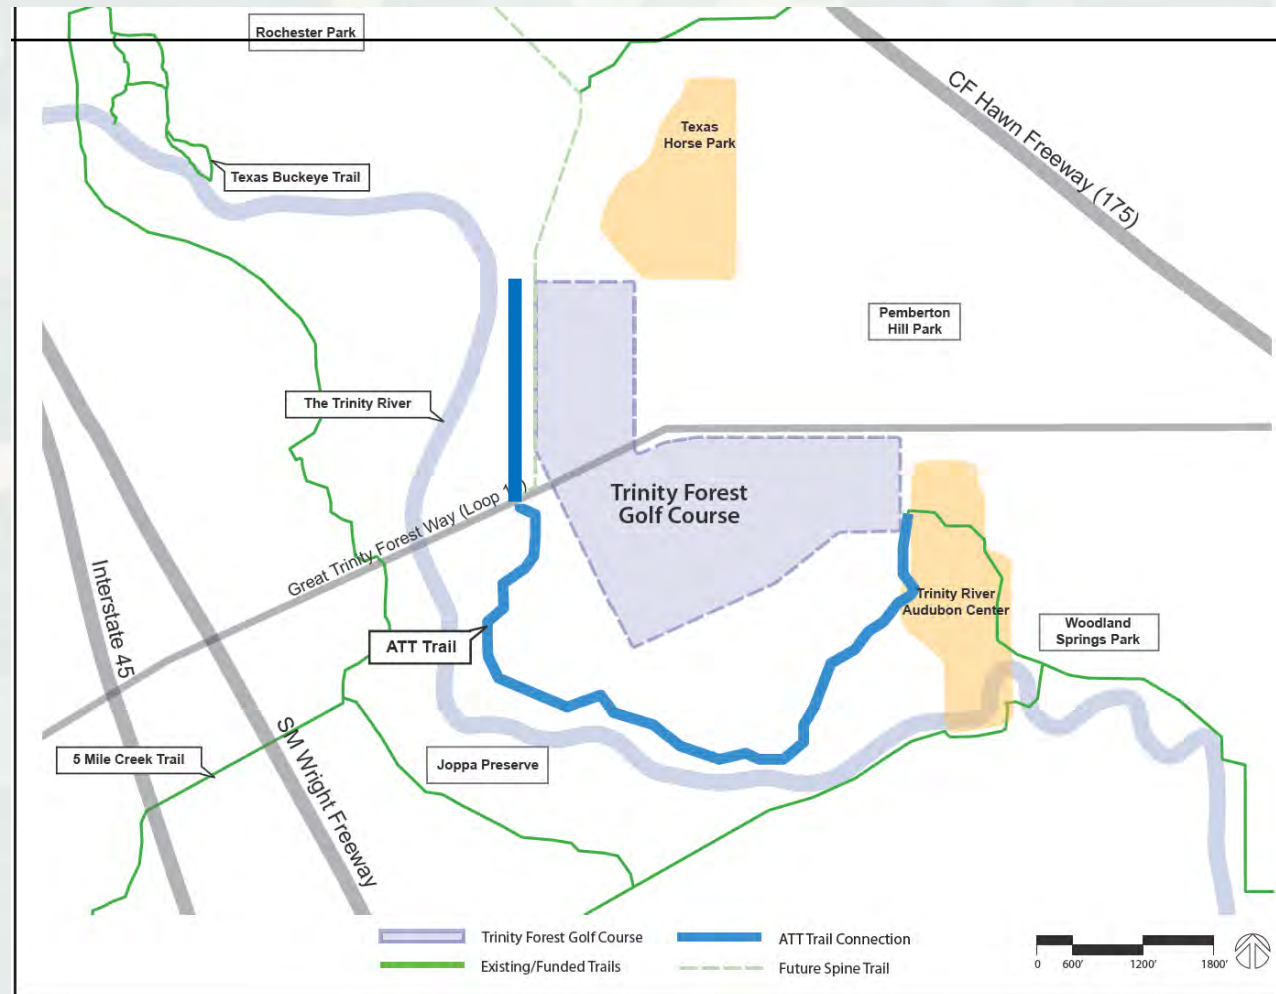 Rochester Park
CF Hawn Freeway (175)
Texas
Horse Park
Texas Buckeye Trail
Pemberton
Hill Park
The Trinity River
Trinity Forest
Golf Course
Great Trinity Forest Way (Loop
Interstate 45
Trinity River
Audubon Center
Woodland
Springs Park
ATT Trail
SM Wright Freeway
5 Mile Creek Trail
Joppa Preserve
Trinity Forest Golf Course
ATT Trail Connection
Existing/Funded Trails
Future Spine Trail
0 600' 1200' 1800'